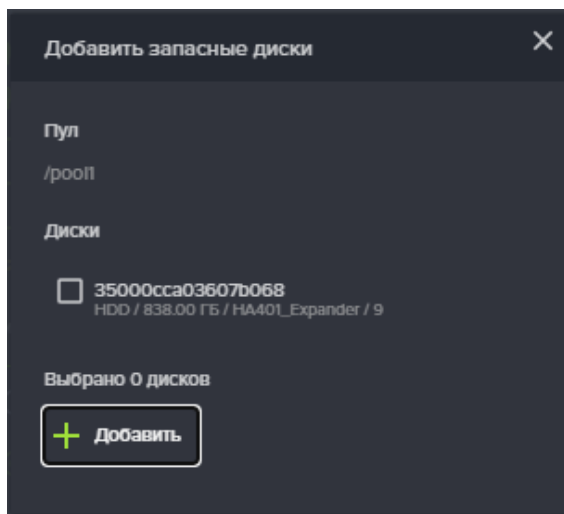 Добавить запасные диски
Пул
/pool1
Диски
35000cca03607b068
HDD / 838.00 ГБ / HA401_Expander / 9
Выбрано 0 дисков
Добавить